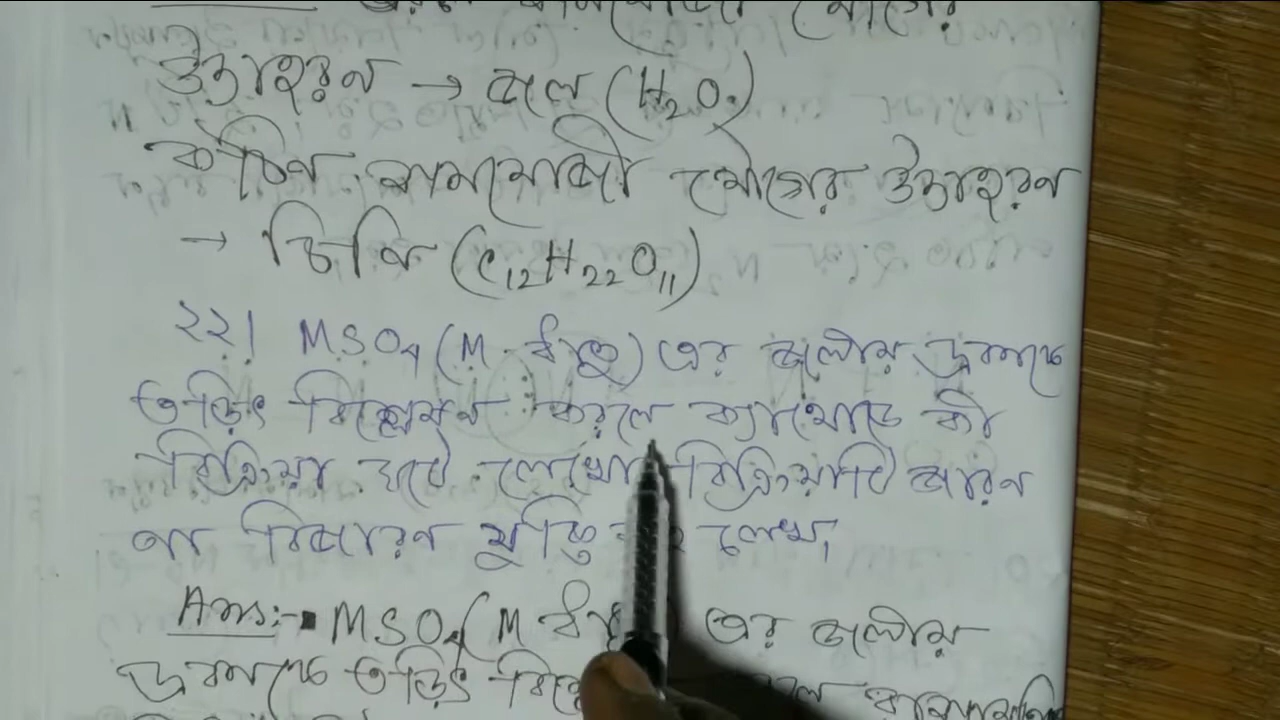 উদাহরণ → জল (H₂O)
কঠিন সমযোজী যৌগের উদাহরণ
→ চিনি (C₁₂H₂₂O₁₁)
২২। MSO₄ (M ধাতু) এর জলীয় দ্রবণে
তড়িৎ বিশ্লেষণ করলে ক্যাথোডে কী
বিক্রিয়া ঘটে লেখো বিক্রিয়াটি জারণ
না বিজারণ যুক্তি লেখ।
Ans:- MSO₄ (M এর জলীয়
দ্রবণে তড়িৎ